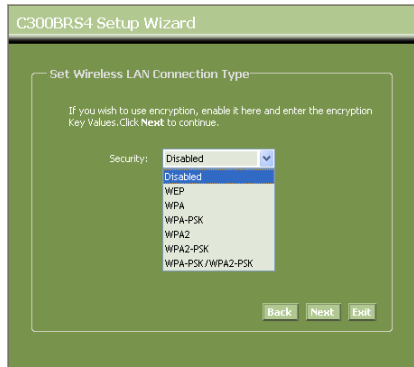 C300BRS4 Setup Wizard
Set Wireless LAN Connection Type
If you wish to use encryption, enable it here and enter the encryption
Key Values.Click Next to continue.
Security: Disabled
Disabled
WEP
WPA
WPA-PSK
WPA2
WPA2-PSK
WPA-PSK/WPA2-PSK
Back Next Exit